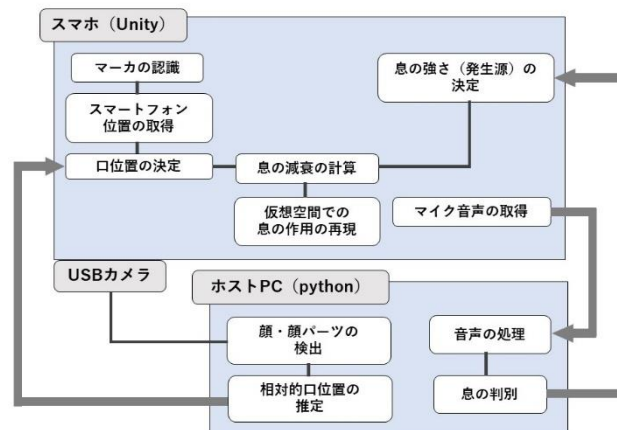 スマホ（Unity）
マーカの認識
スマートフォン
位置の取得
口位置の決定
息の減衰の計算
仮想空間での
息の作用の再現
息の強さ（発生源）の
決定
マイク音声の取得
USBカメラ
ホストPC（python）
顔・顔パーツの
検出
相対的口位置の
推定
音声の処理
息の判別